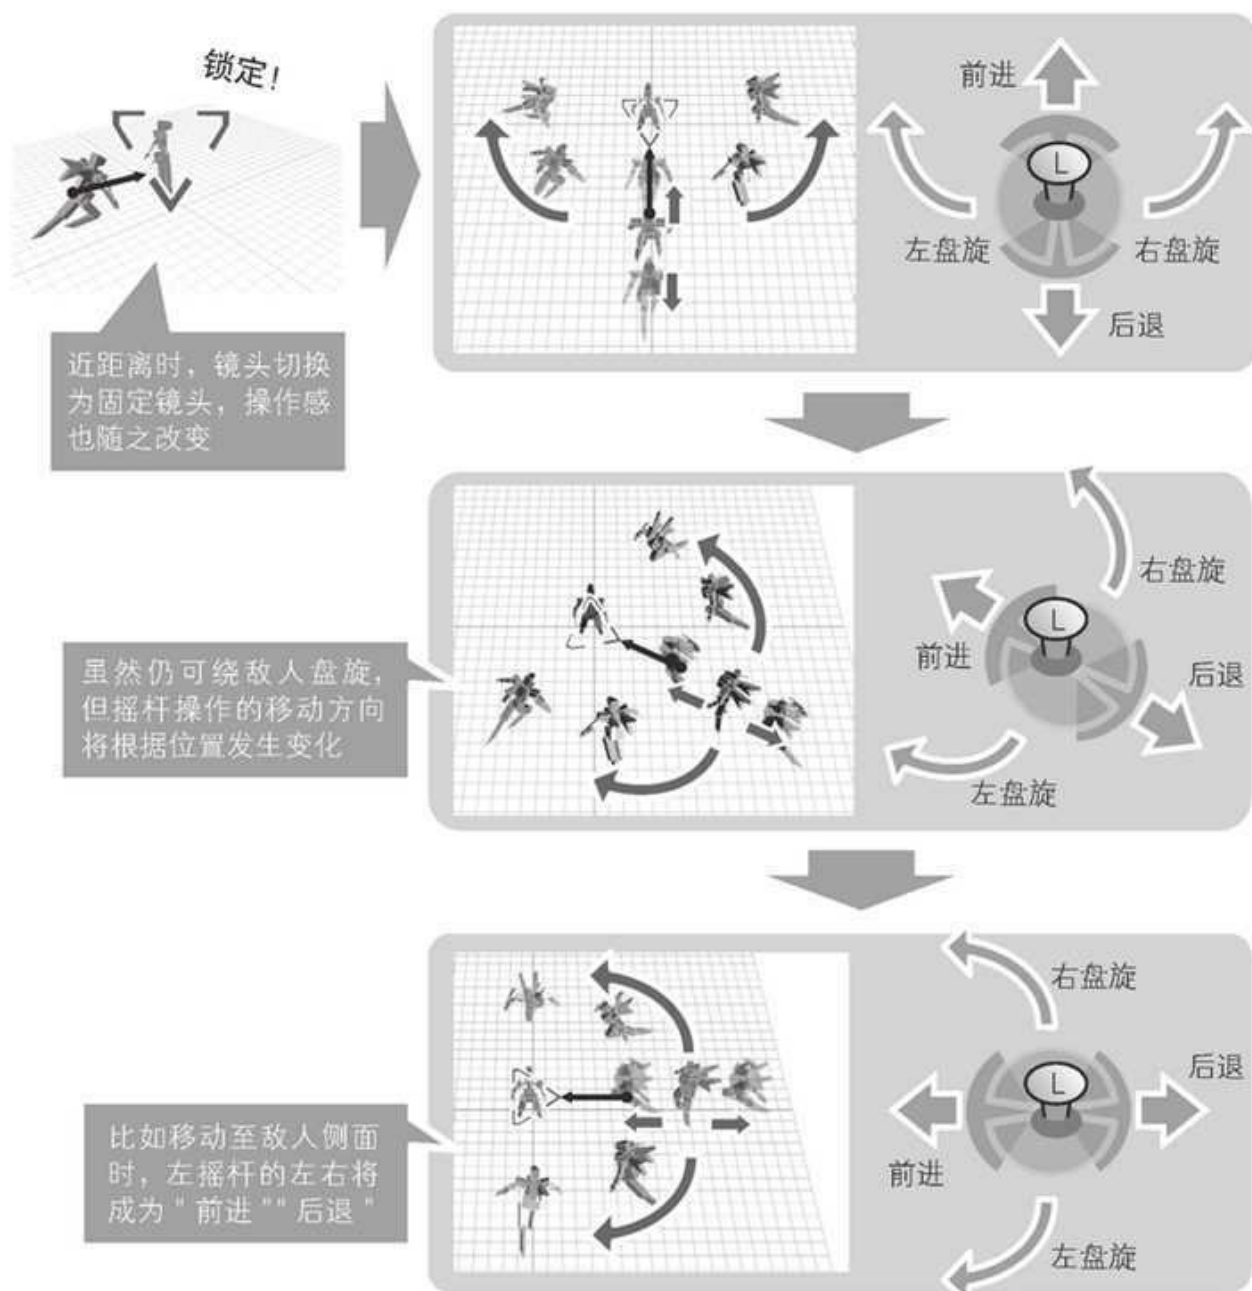 锁定！
前进
L
左盘旋
右盘旋
后退
近距离时，镜头切换
为固定镜头，操作感
也随之改变
右盘旋
L
前进
后退
左盘旋
虽然仍可绕敌人盘旋，
但摇杆操作的移动方向
将根据位置发生变化
右盘旋
后退
L
前进
左盘旋
比如移动至敌人侧面
时，左摇杆的左右将
成为＂前进＂＂后退＂